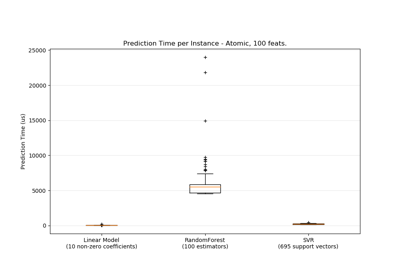 Prediction Time per Instance - Atomic, 100 feats.
25000
20000
15000
10000
5000
0
Prediction Time (us)
Linear Model
(10 non-zero coefficients)
RandomForest
(100 estimators)
SVR
(695 support vectors)